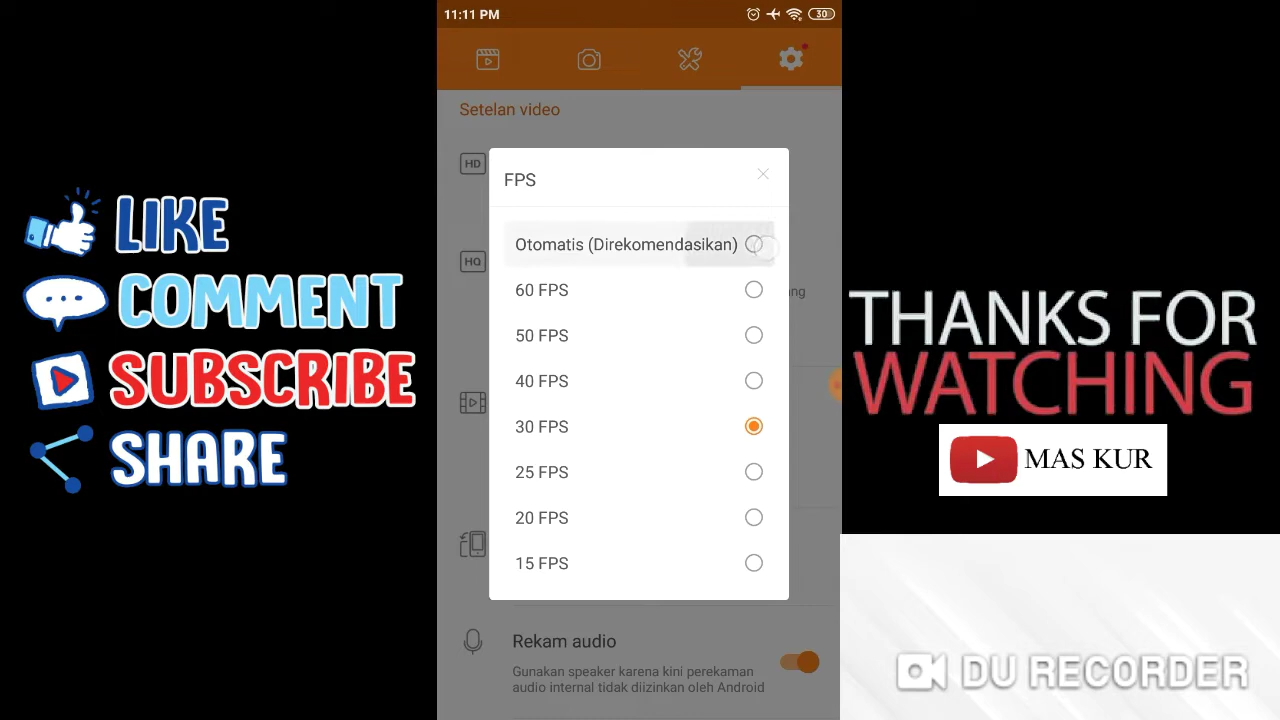 11:11 PM
30
Setelan video
HD
HQ
FPS
Otomatis (Direkomendasikan)
60 FPS
50 FPS
40 FPS
30 FPS
25 FPS
20 FPS
15 FPS
ang
Rekam audio
Gunakan speaker karena kini perekaman
audio internal tidak diizinkan oleh Android
LIKE
COMMENT
SUBSCRIBE
SHARE
THANKS FOR
WATCHING
MAS KUR
DU RECORDER